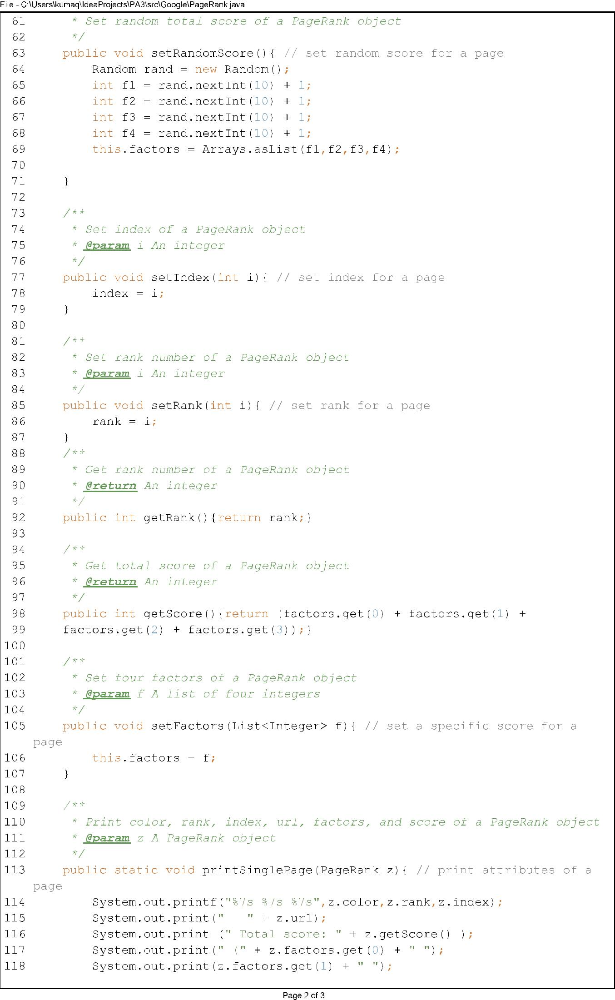 File - C:\Users\kumaq\IdeaProjects\PA3\src\Google\PageRank.java
61      * Set random total score of a PageRank object
62      */
63     public void setRandomScore(){ // set random score for a page
64         Random rand = new Random();
65         int f1 = rand.nextInt(10) + 1;
66         int f2 = rand.nextInt(10) + 1;
67         int f3 = rand.nextInt(10) + 1;
68         int f4 = rand.nextInt(10) + 1;
69         this.factors = Arrays.asList(f1,f2,f3,f4);
70
71     }
72
73     /**
74      * Set index of a PageRank object
75      * @param i An integer
76      */
77     public void setIndex(int i){ // set index for a page
78         index = i;
79     }
80
81     /**
82      * Set rank number of a PageRank object
83      * @param i An integer
84      */
85     public void setRank(int i){ // set rank for a page
86         rank = i;
87     }
88     /**
89      * Get rank number of a PageRank object
90      * @return An integer
91      */
92     public int getRank(){return rank;}
93
94     /**
95      * Get total score of a PageRank object
96      * @return An integer
97      */
98     public int getScore(){return (factors.get(0) + factors.get(1) +
99     factors.get(2) + factors.get(3));}
100
101     /**
102      * Set four factors of a PageRank object
103      * @param f A list of four integers
104      */
105     public void setFactors(List<Integer> f){ // set a specific score for a
page
106         this.factors = f;
107     }
108
109     /**
110      * Print color, rank, index, url, factors, and score of a PageRank object
111      * @param z A PageRank object
112      */
113     public static void printSinglePage(PageRank z){ // print attributes of a
page
114         System.out.printf("%7s %7s %7s",z.color,z.rank,z.index);
115         System.out.print("   " + z.url);
116         System.out.print (" Total score: " + z.getScore() );
117         System.out.print(" (" + z.factors.get(0) + " ");
118         System.out.print(z.factors.get(1) + " ");
Page 2 of 3